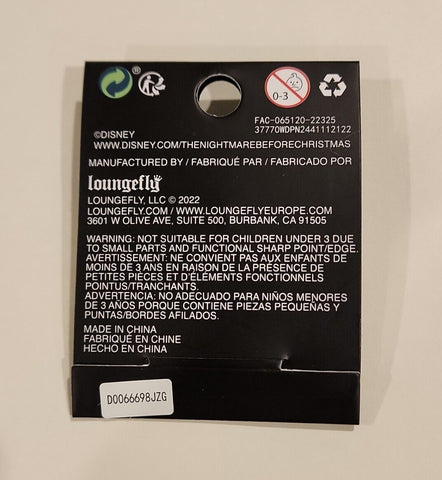 ®
0-3
FAC-065120-22325
37770WDPN2441112122
©DISNEY
WWW.DISNEY.COM/THENIGHTMAREBEFORECHRISTMAS
MANUFACTURED BY / FABRIQUÉ PAR / FABRICADO POR
loungefly
LOUNGEFLY, LLC © 2022
LOUNGEFLY.COM / WWW.LOUNGEFLYEUROPE.COM
3601 W OLIVE AVE, SUITE 500, BURBANK, CA 91505
WARNING: NOT SUITABLE FOR CHILDREN UNDER 3 DUE
TO SMALL PARTS AND FUNCTIONAL SHARP POINT/EDGE.
AVERTISSEMENT: NE CONVIENT PAS AUX ENFANTS DE
MOINS DE 3 ANS EN RAISON DE LA PRÉSENCE DE
PETITES PIÈCES ET D'ÉLÉMENTS FONCTIONNELS
POINTUS/TRANCHANTS.
ADVERTENCIA: NO ADECUADO PARA NIÑOS MENORES
DE 3 AÑOS PORQUE CONTIENE PIEZAS PEQUEÑAS Y
PUNTAS/BORDES AFILADOS.
MADE IN CHINA
FABRIQUÉ EN CHINE
HECHO EN CHINA
D0066698JZG